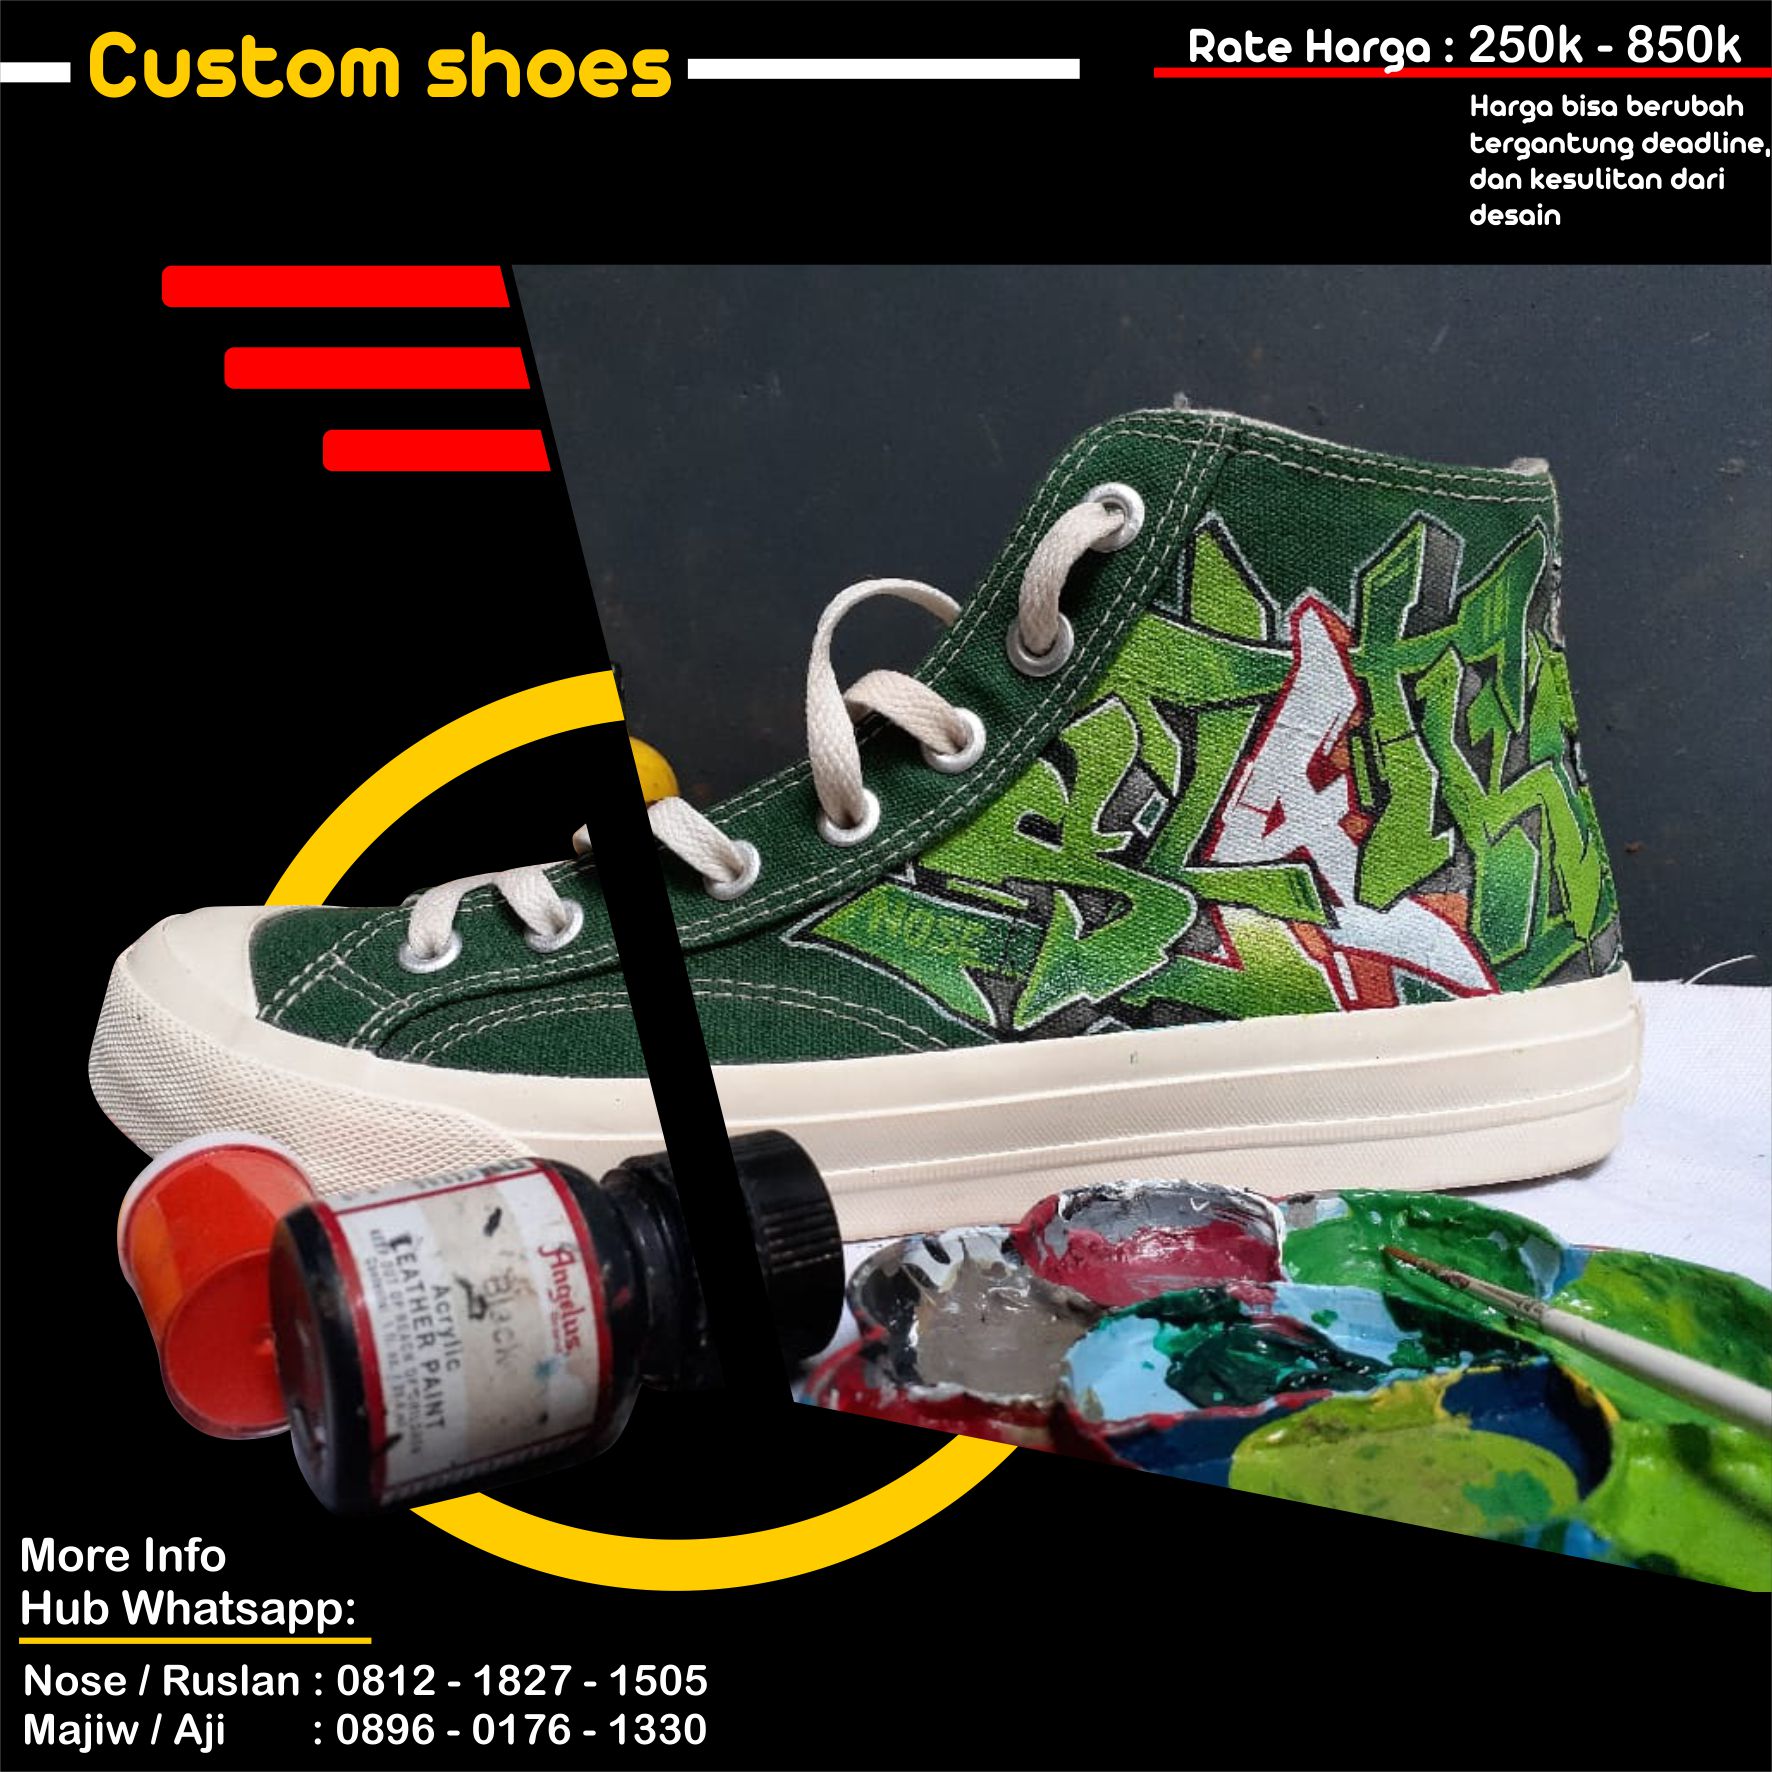 Custom shoes
Rate Harga : 250k - 850k
Harga bisa berubah
tergantung deadline,
dan kesulitan dari
desain
NOSE
Angelus
Black
Acrylic
LEATHER PAINT
More Info
Hub Whatsapp:
Nose / Ruslan : 0812 - 1827 - 1505
Majiw / Aji : 0896 - 0176 - 1330